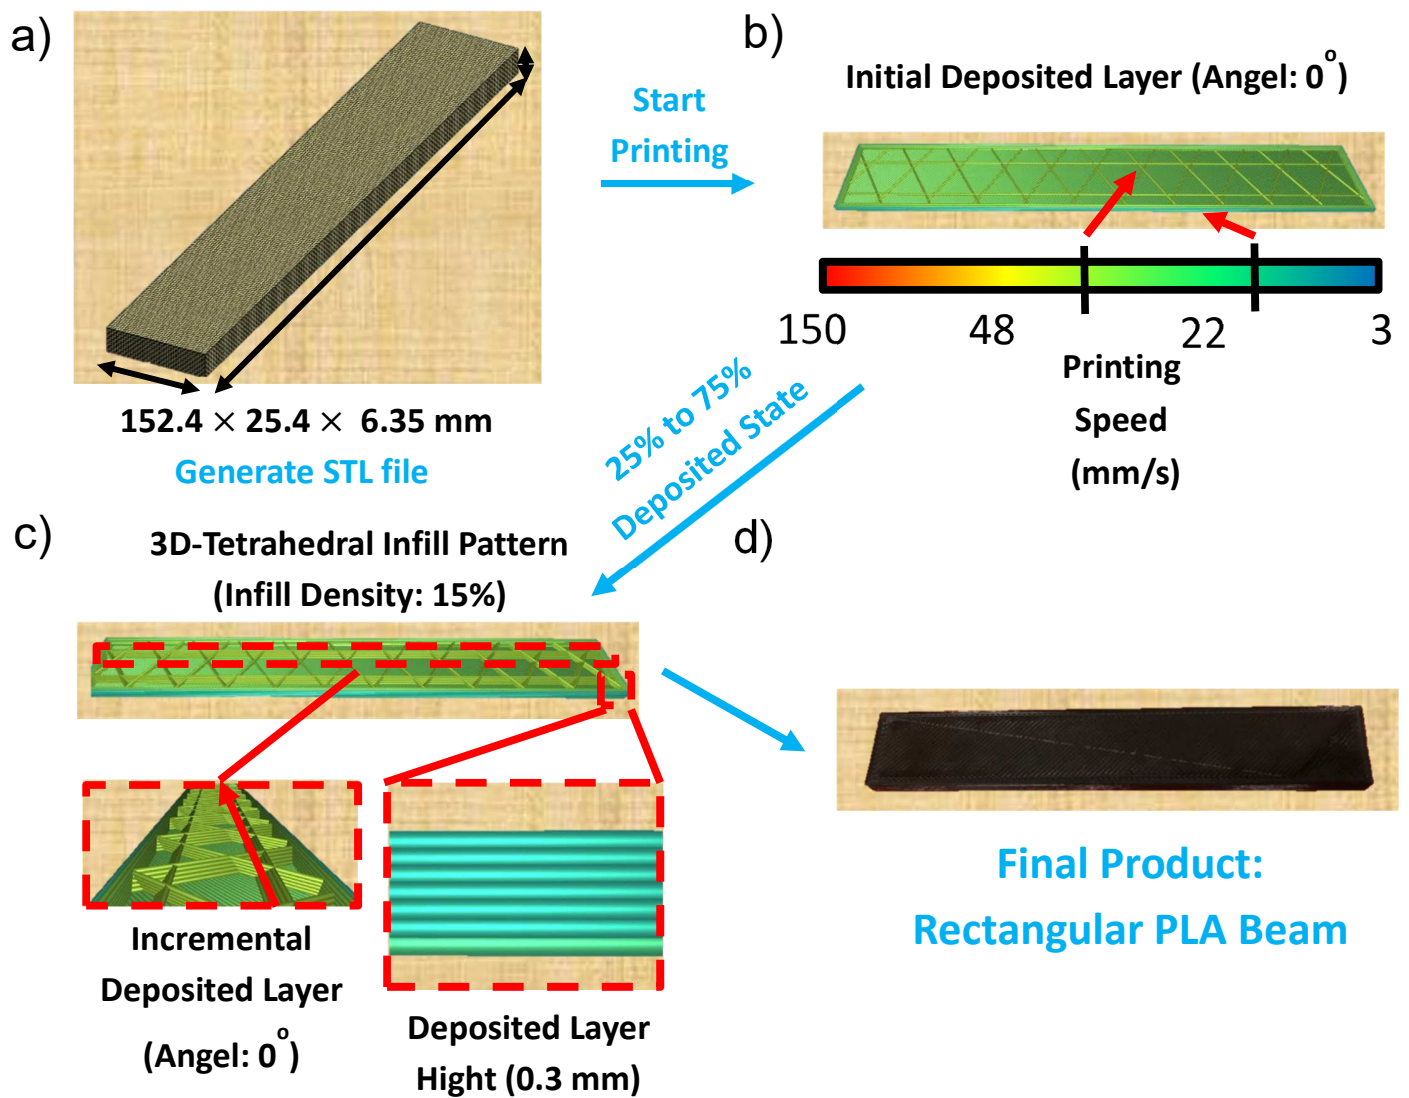 a)
152.4 × 25.4 × 6.35 mm
Generate STL file
Start
Printing
b)
Initial Deposited Layer (Angel: 0°)
150 48 22 3
Printing
Speed
(mm/s)
25% to 75%
Deposited State
c)
3D-Tetrahedral Infill Pattern
(Infill Density: 15%)
Incremental
Deposited Layer
(Angel: 0°)
Deposited Layer
Hight (0.3 mm)
d)
Final Product:
Rectangular PLA Beam